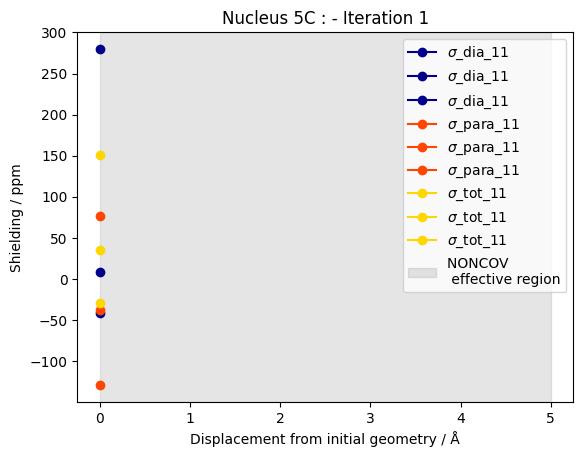 Nucleus 5C : - Iteration 1
300
250
200
150
100
50
0
−50
−100
Shielding / ppm
σ_dia_11
σ_dia_11
σ_dia_11
σ_para_11
σ_para_11
σ_para_11
σ_tot_11
σ_tot_11
σ_tot_11
NONCOV
effective region
0 1 2 3 4 5
Displacement from initial geometry / Å